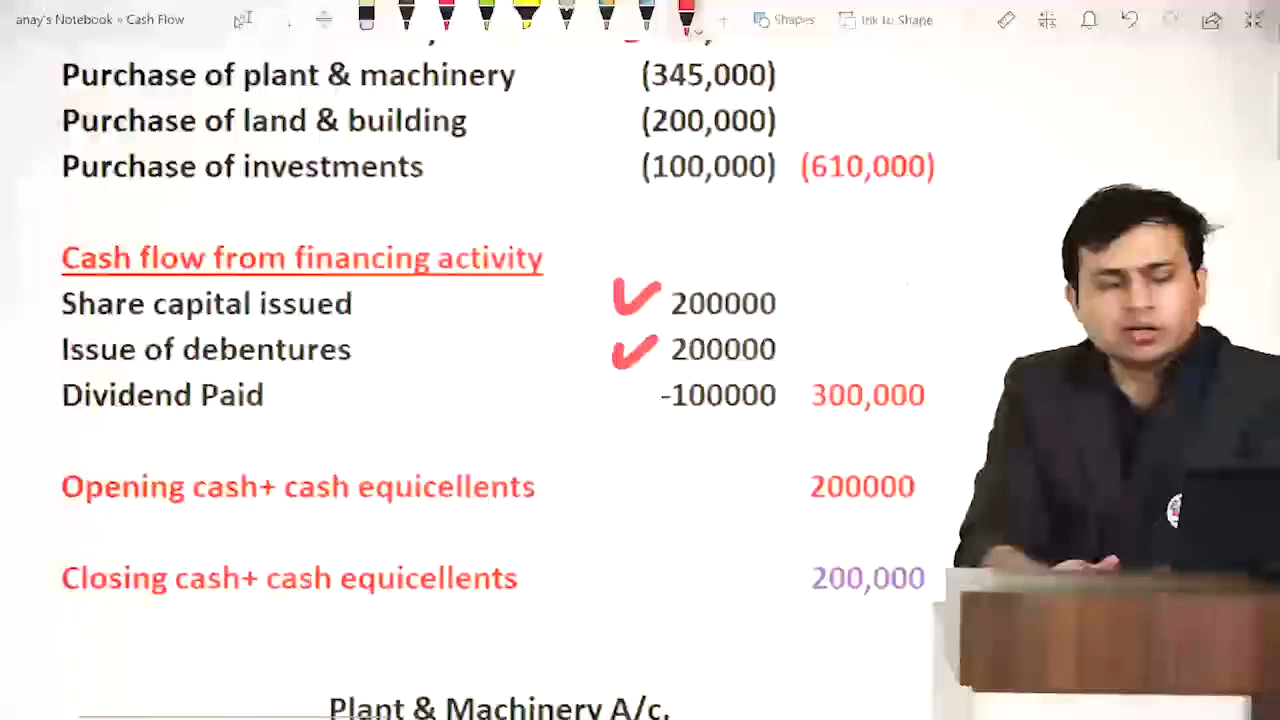 anay's Notebook » Cash Flow
Shapes
Ink to Shape
Purchase of plant & machinery (345,000)
Purchase of land & building (200,000)
Purchase of investments (100,000) (610,000)
Cash flow from financing activity
Share capital issued 200000
Issue of debentures 200000
Dividend Paid -100000 300,000
Opening cash+ cash equicellents 200000
Closing cash+ cash equicellents 200,000
Plant & Machinery A/c.